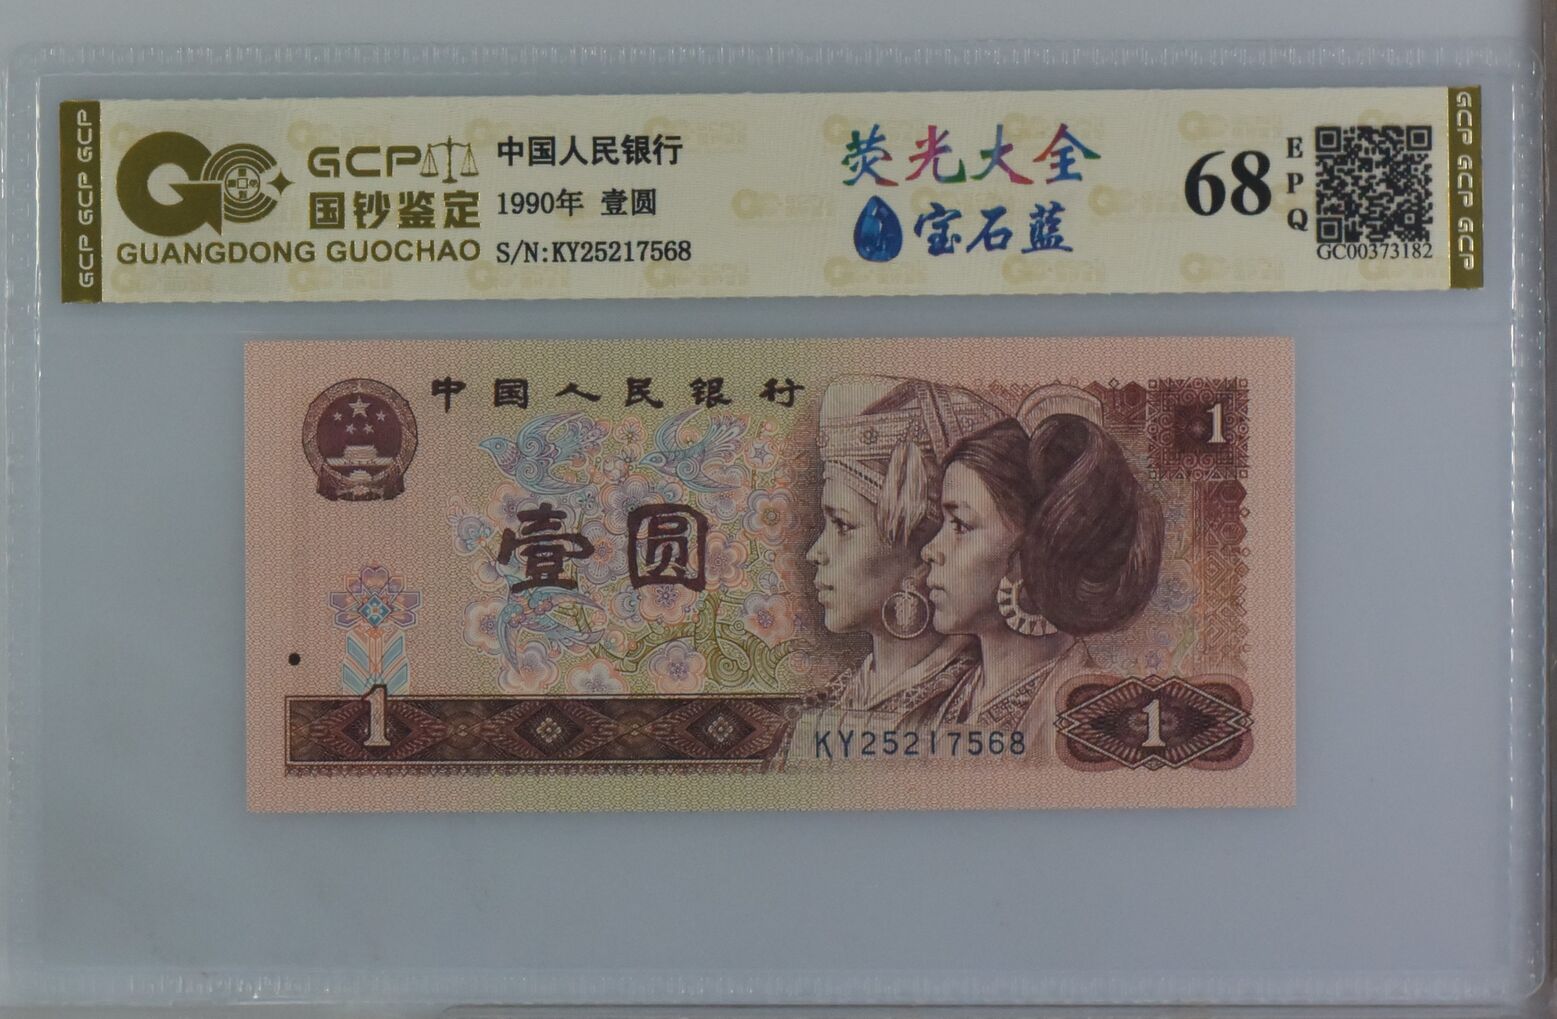 GCP GCP GCP
GCP
国钞鉴定
GUANGDONG GUOCHAO
中国人民银行
1990年 壹圆
S/N:KY25217568
荧光大全
宝石蓝
68
EPQ
GC00373182
GCP GCP GCP
中国人民银行
1
壹圆
1
KY25217568
1